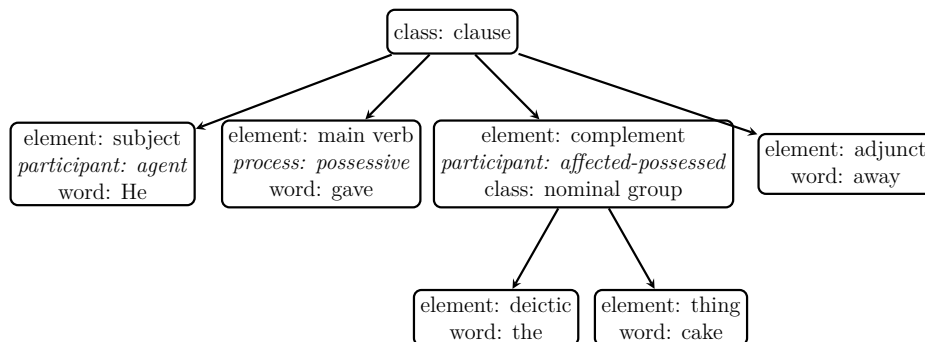 class: clause
element: subject
participant: agent
word: He
element: main verb
process: possessive
word: gave
element: complement
participant: affected-possessed
class: nominal group
element: adjunct
word: away
element: deictic
word: the
element: thing
word: cake